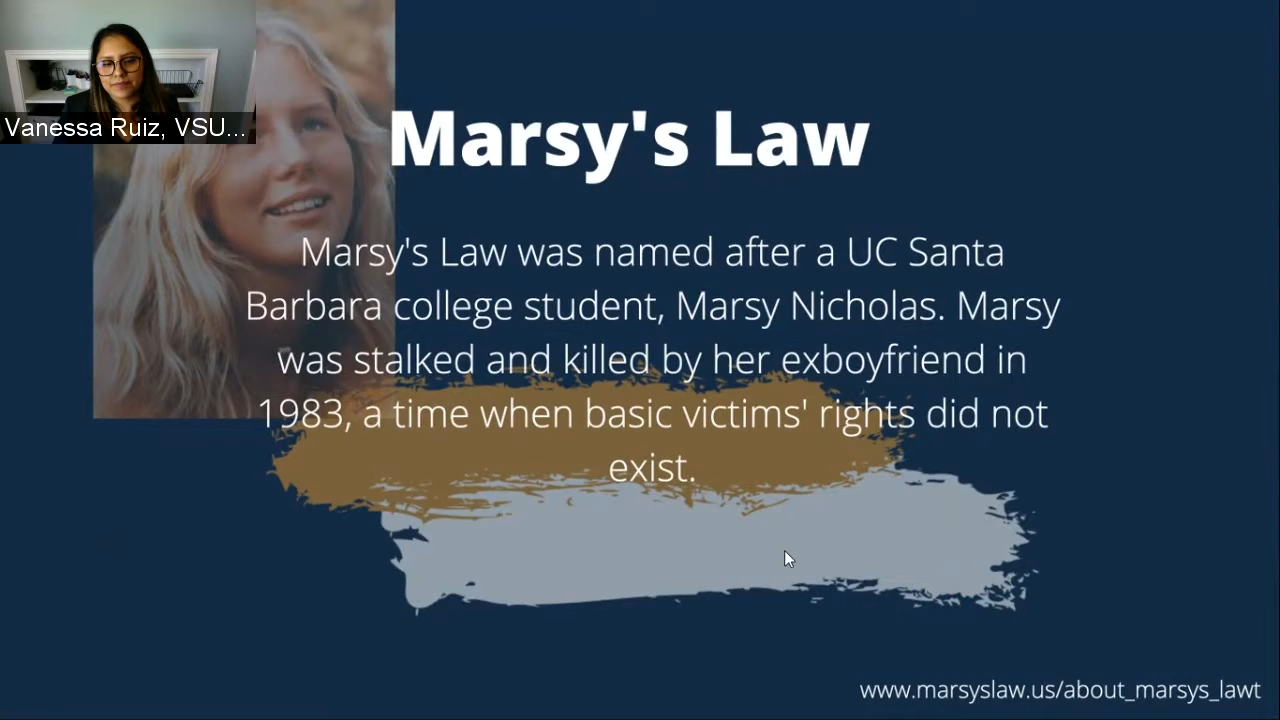 Vanessa Ruiz, VSU...
Marsy's Law
Marsy's Law was named after a UC Santa
Barbara college student, Marsy Nicholas. Marsy
was stalked and killed by her exboyfriend in
1983, a time when basic victims' rights did not
exist.
www.marsyslaw.us/about_marsys_lawt